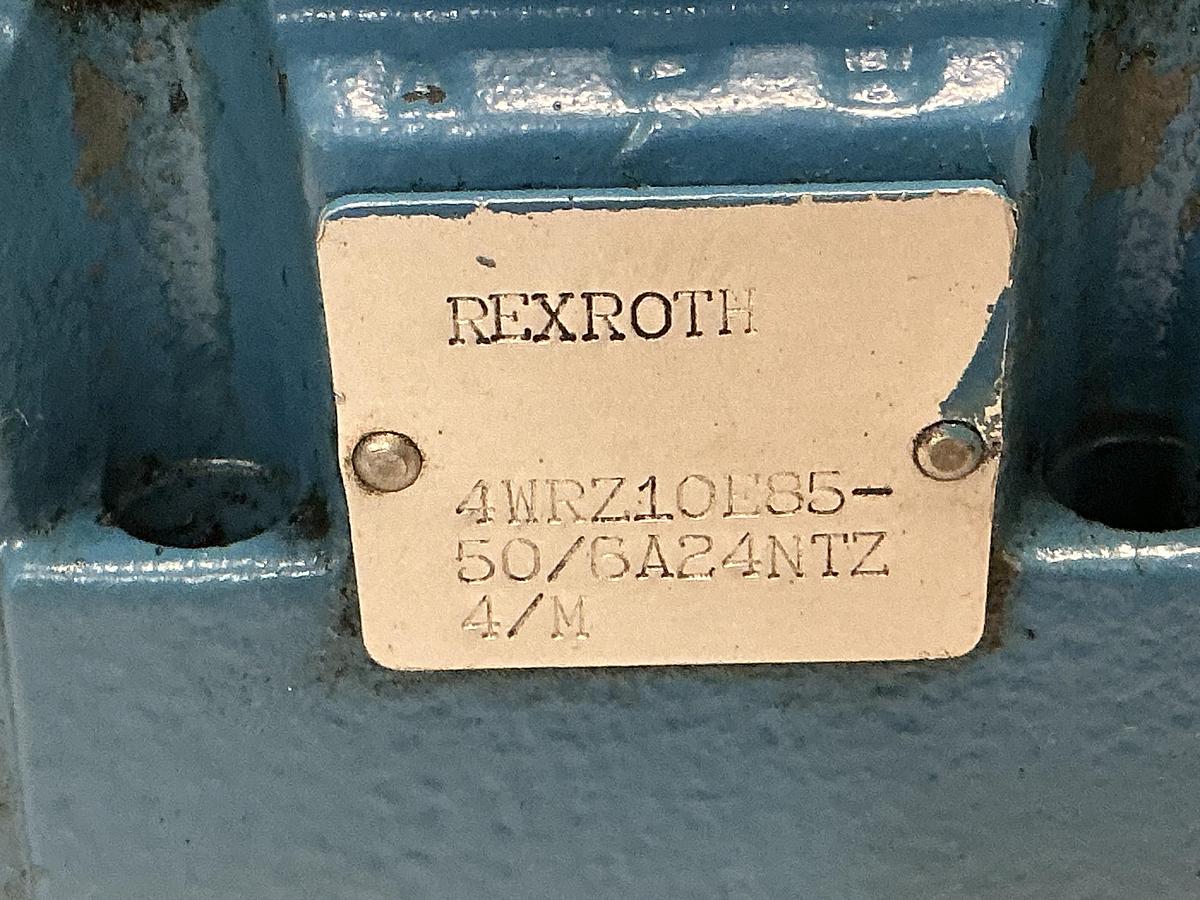 REXROTH
4WRZ10E85-
50/6A24NTZ
4/M